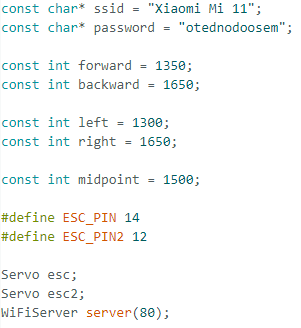 const char* ssid = "Xiaomi Mi 11";
const char* password = "otednodoosem";
const int forward = 1350;
const int backward = 1650;
const int left = 1300;
const int right = 1650;
const int midpoint = 1500;
#define ESC_PIN 14
#define ESC_PIN2 12
Servo esc;
Servo esc2;
WiFiServer server(80);